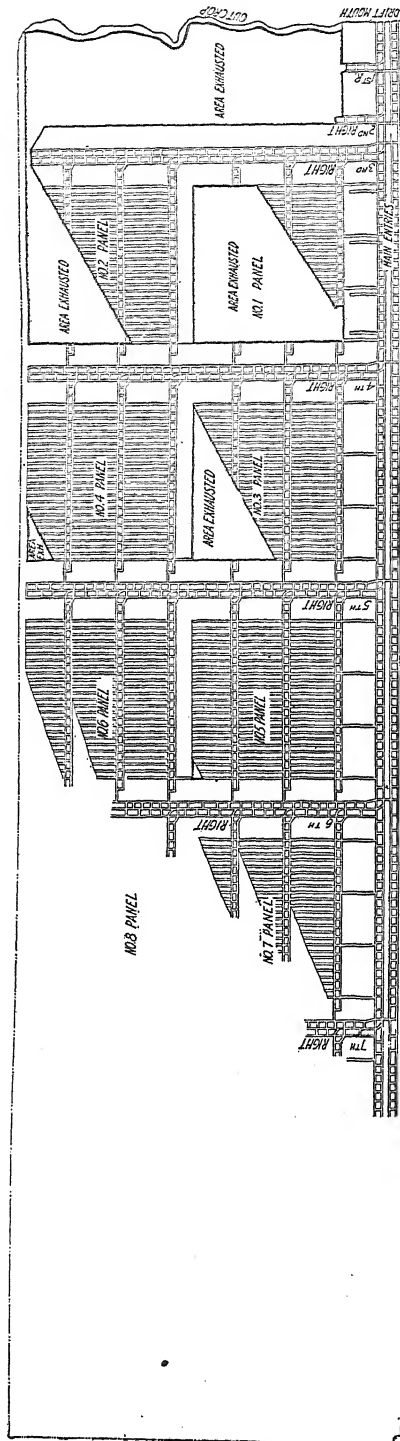 OUTCROP
DRIFT MOUTH
AREA EXHAUSTED
1ST R
2ND RIGHT
3RD RIGHT
MAIN ENTRIES
AREA EXHAUSTED
NO.2 PANEL
AREA EXHAUSTED
NO.1 PANEL
4TH RIGHT
NO.4 PANEL
AREA EXHAUSTED
NO.3 PANEL
AREA EXH.
5TH RIGHT
NO.6 PANEL
NO.5 PANEL
6TH RIGHT
NO.8 PANEL
NO.7 PANEL
7TH RIGHT